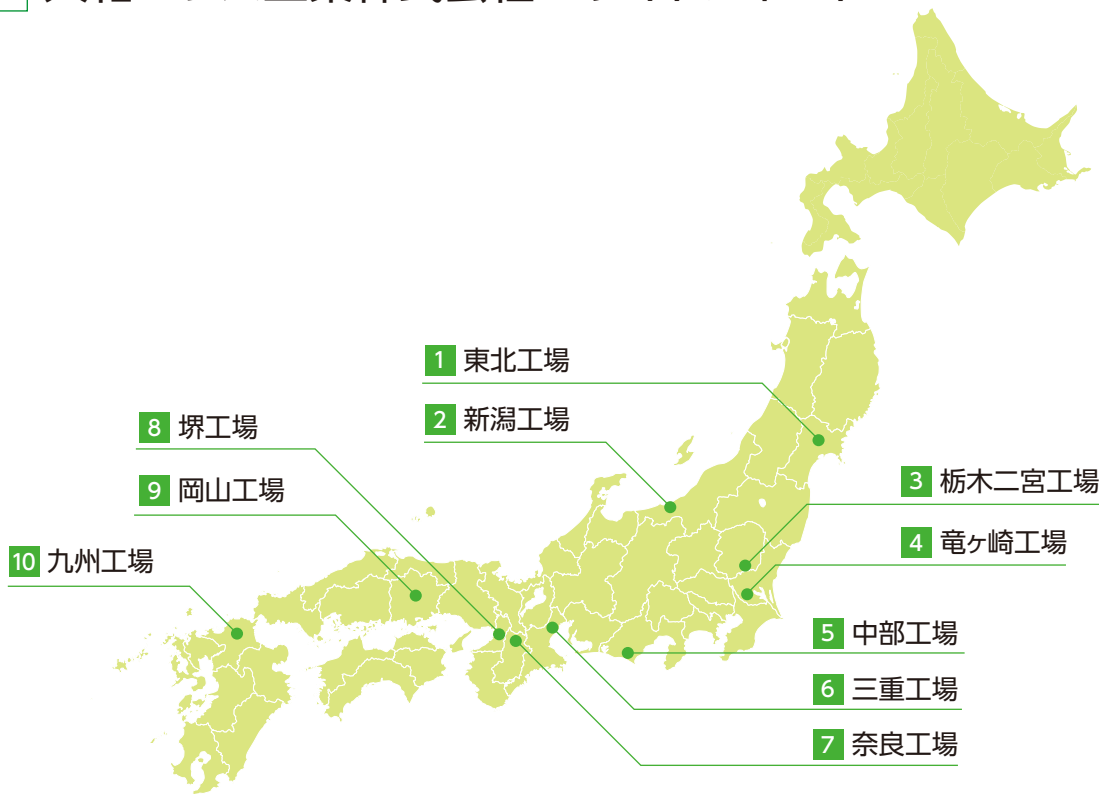 1 東北工場
2 新潟工場
3 栃木二宮工場
4 竜ヶ崎工場
5 中部工場
6 三重工場
7 奈良工場
8 堺工場
9 岡山工場
10 九州工場